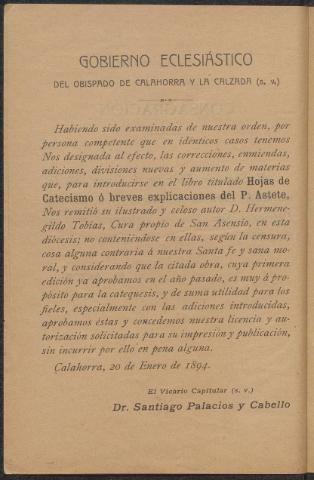 GOBIERNO ECLESIÁSTICO
DEL OBISPADO DE CALAHORRA Y LA CALZADA (S. V.)
Habiendo sido examinadas de nuestra orden, por
persona competente que en idénticos casos tenemos
Nos designada al efecto, las correcciones, enmiendas,
adiciones, divisiones nuevas y aumento de materias
que, para introducirse en el libro titulado Hojas de
Catecismo ó breves explicaciones del P. Astete,
Nos remitió su ilustrado y celoso autor D. Hermene-
gildo Tobías, Cura propio de San Asensio, en esta
diócesis; no conteniéndose en ellas, según la censura,
cosa alguna contraria á nuestra Santa fe y sana mo-
ral, y considerando que la citada obra, cuya primera
edición ya aprobamos en el año pasado, es muy á pro-
pósito para la catequesis, y de suma utilidad para los
fieles, especialmente con las adiciones introducidas,
aprobamos éstas y concedemos nuestra licencia y au-
torización solicitadas para su impresión y publicación,
sin incurrir por ello en pena alguna.
Calahorra, 20 de Enero de 1894.
El Vicario Capitular (S. V.)
Dr. Santiago Palacios y Cabello